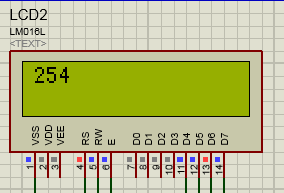 LCD2
LM016L
<TEXT>
254
VSS VDD VEE RS RW E D0 D1 D2 D3 D4 D5 D6 D7
1 2 3 4 5 6 7 8 9 10 11 12 13 14